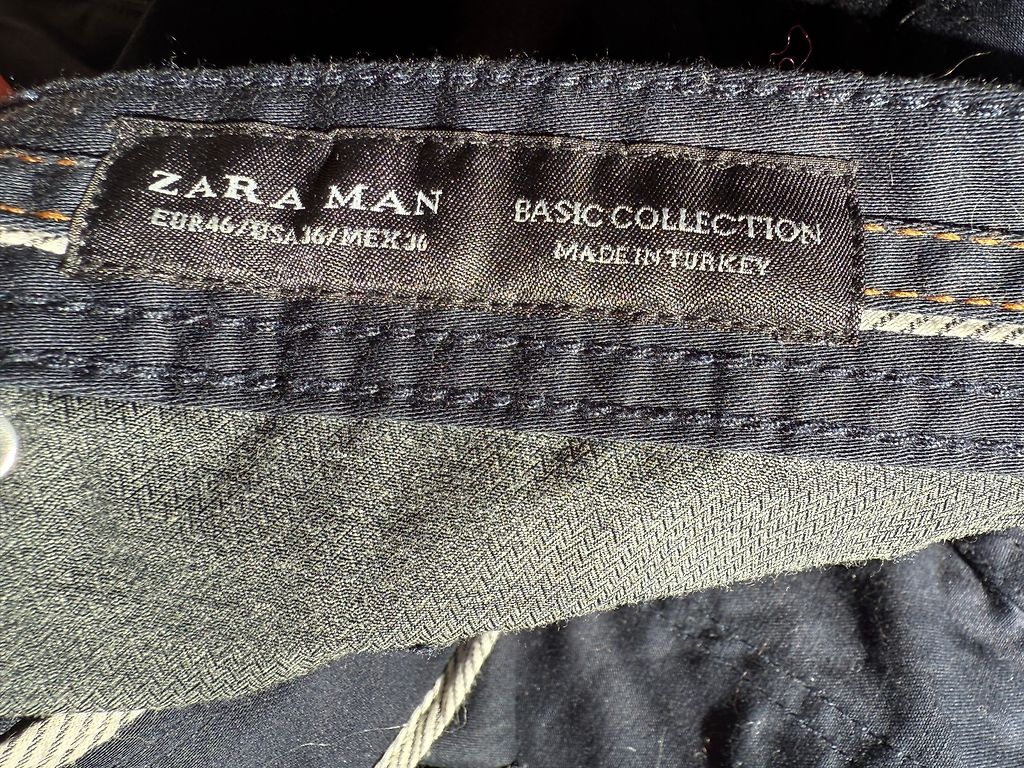 ZARA MAN
EUR46/USA36/MEX36
BASIC COLLECTION
MADE IN TURKEY